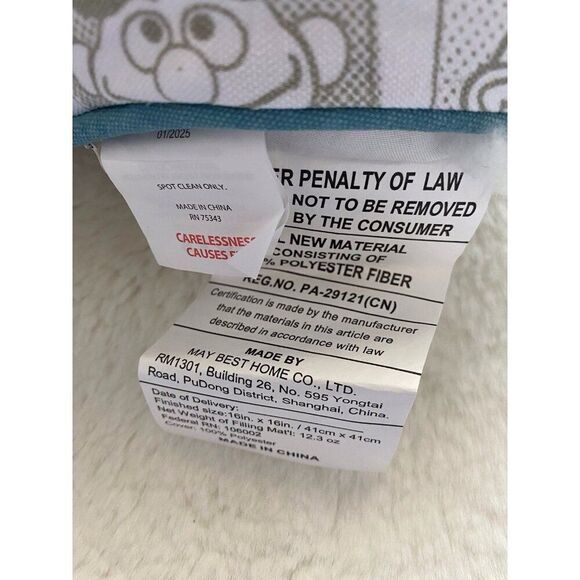 01/2025
SPOT CLEAN ONLY.
MADE IN CHINA
RN 75343
CARELESSNESS
CAUSES
PENALTY OF LAW
NOT TO BE REMOVED
BY THE CONSUMER
NEW MATERIAL
CONSISTING OF
% POLYESTER FIBER
REG.NO. PA-29121(CN)
Certification is made by the manufacturer
that the materials in this article are
described in accordance with law
MADE BY
MAY BEST HOME CO., LTD.
RM1301, Building 26, No. 595 Yongtai
Road, PuDong District, Shanghai, China.
Date of Delivery:
Finished size:16in. x 16in. / 41cm x 41cm
Net Weight of Filling Mat'l: 12.3 oz
Federal RN: 106002
Cover: 100% Polyester
MADE IN CHINA